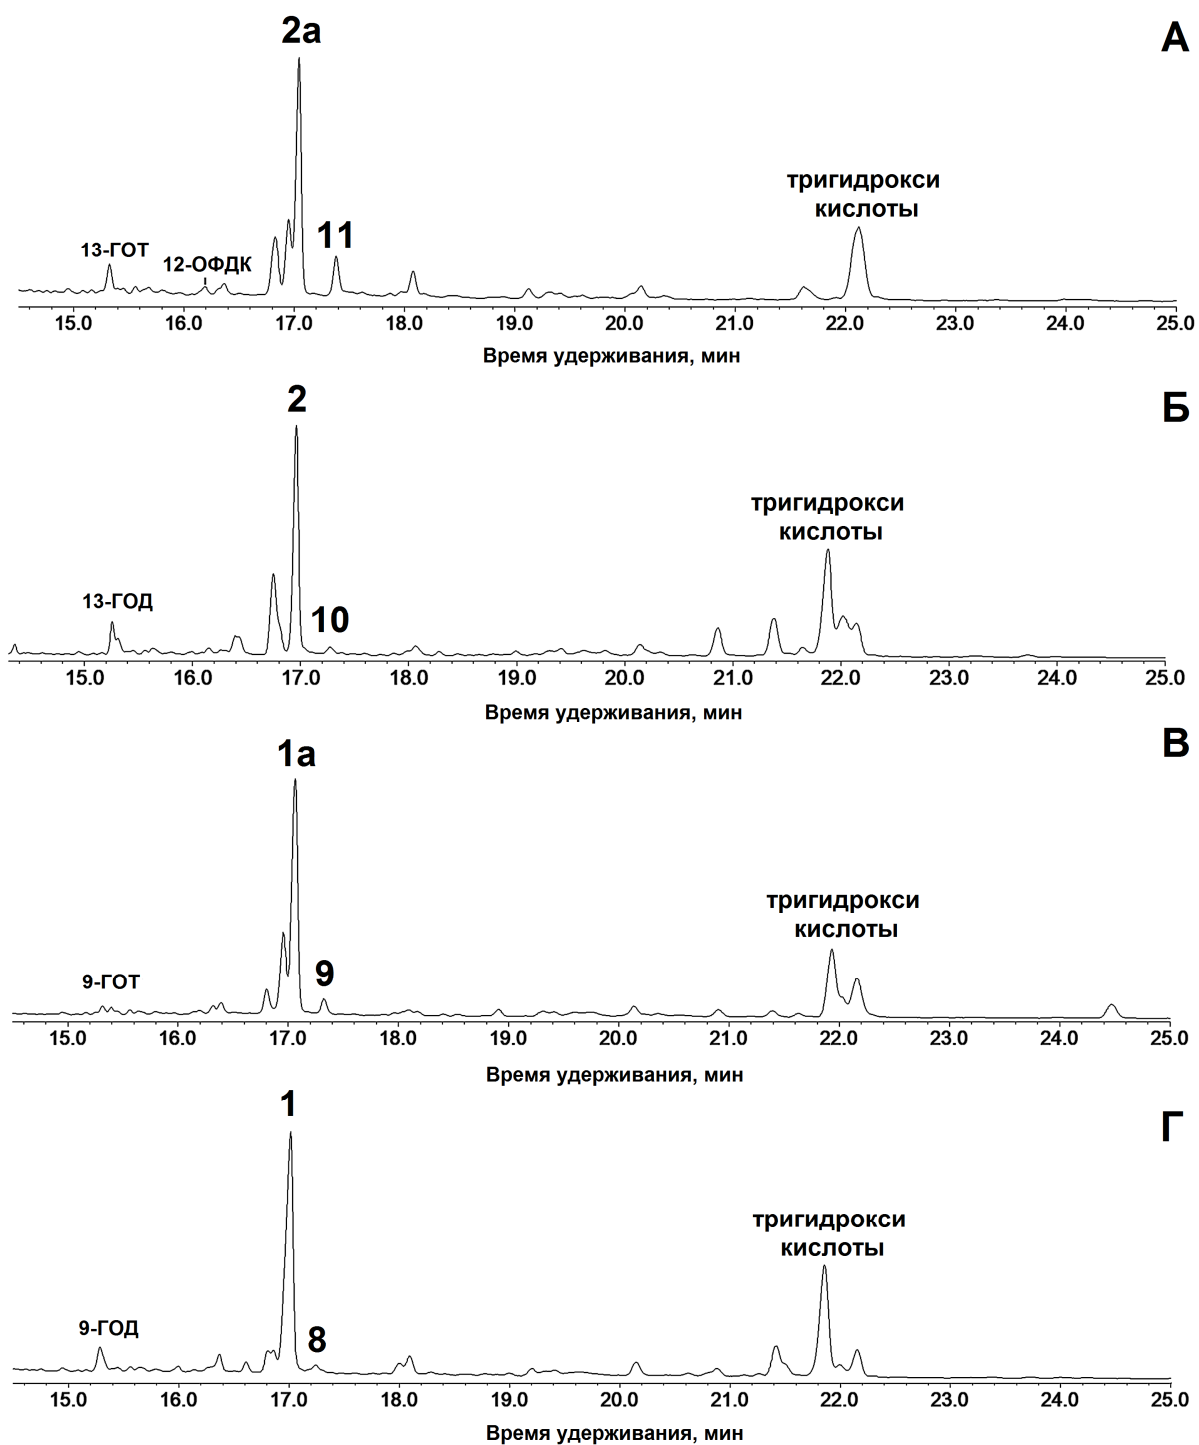 2а
А
тригидрокси
кислоты
13-ГОТ
12-ОФДК
11
15.0 16.0 17.0 18.0 19.0 20.0 21.0 22.0 23.0 24.0 25.0
Время удерживания, мин
2
Б
тригидрокси
кислоты
13-ГОД
10
15.0 16.0 17.0 18.0 19.0 20.0 21.0 22.0 23.0 24.0 25.0
Время удерживания, мин
1а
В
тригидрокси
кислоты
9-ГОТ
9
15.0 16.0 17.0 18.0 19.0 20.0 21.0 22.0 23.0 24.0 25.0
Время удерживания, мин
1
Г
тригидрокси
кислоты
9-ГОД
8
15.0 16.0 17.0 18.0 19.0 20.0 21.0 22.0 23.0 24.0 25.0
Время удерживания, мин